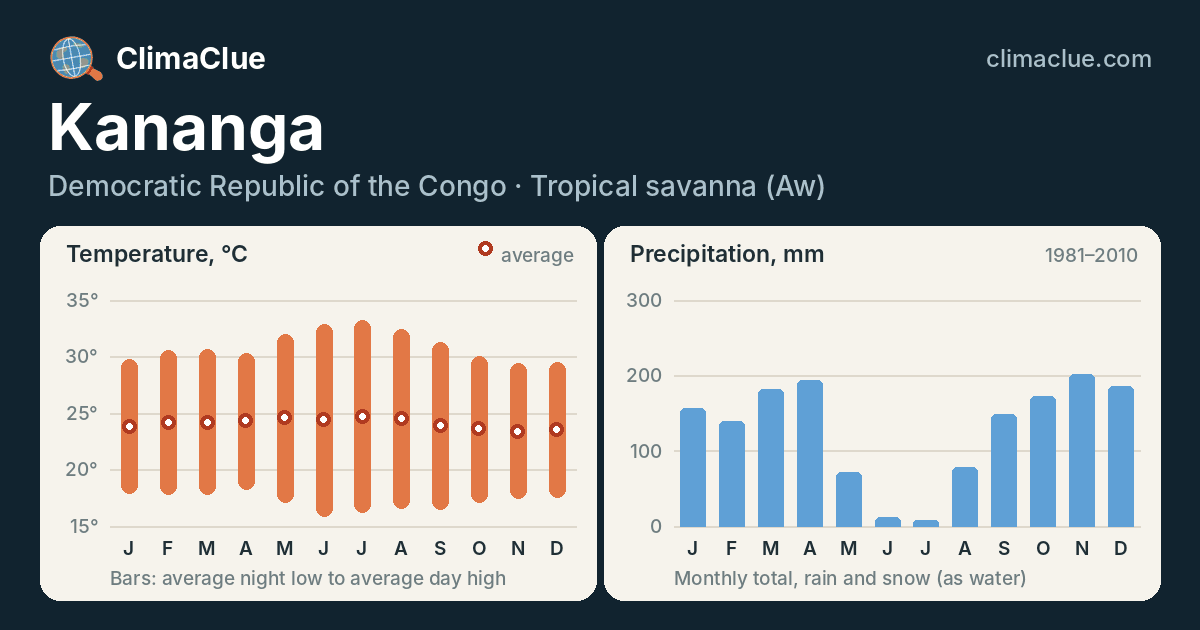 ClimaClue
climaclue.com
Kananga
Democratic Republic of the Congo · Tropical savanna (Aw)
Temperature, °C
average
35°
30°
25°
20°
15°
J F M A M J J A S O N D
Bars: average night low to average day high
Precipitation, mm
1981–2010
300
200
100
0
J F M A M J J A S O N D
Monthly total, rain and snow (as water)